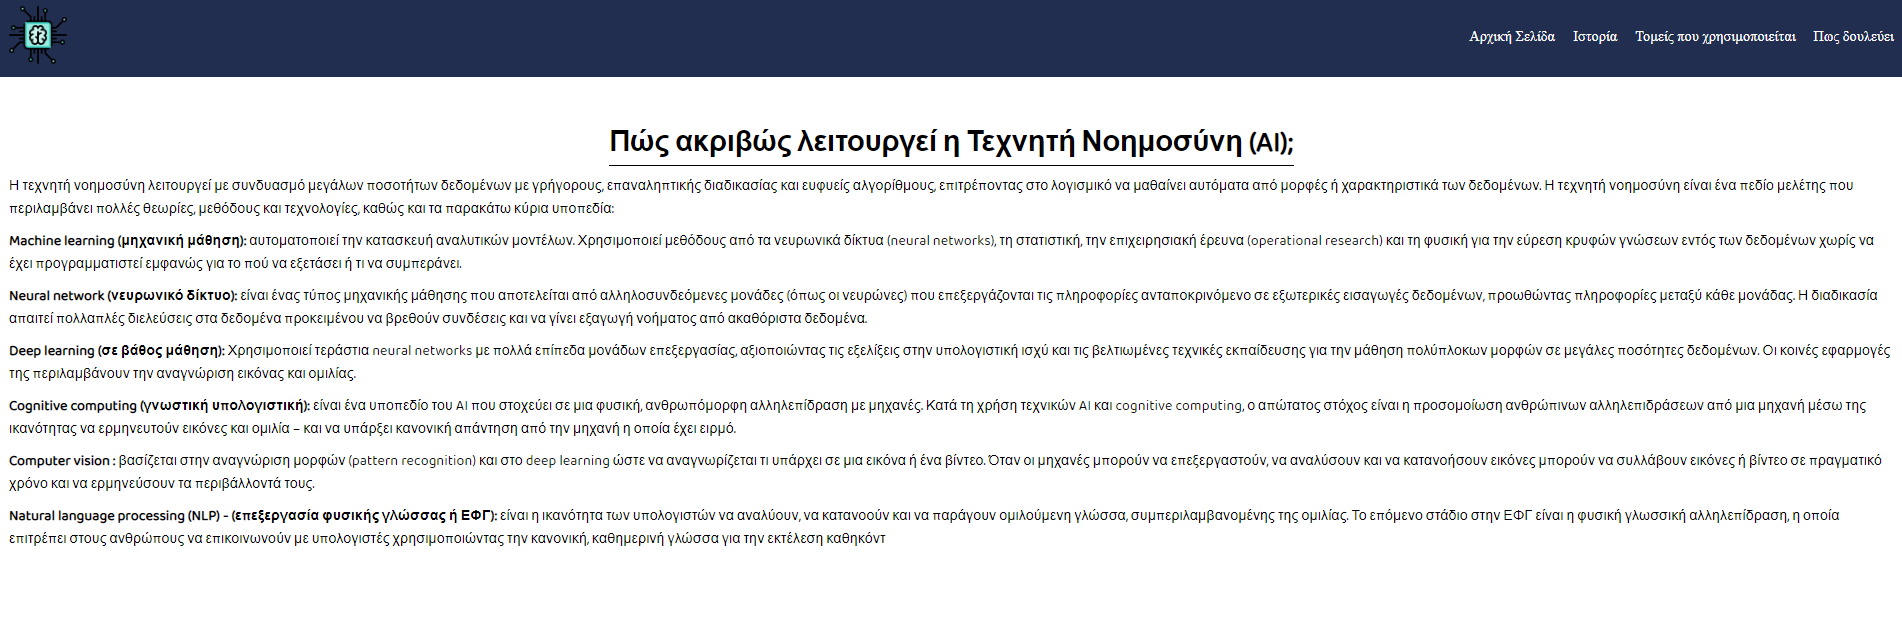 Αρχική Σελίδα Ιστορία Τομείς που χρησιμοποιείται Πως δουλεύει
Πώς ακριβώς λειτουργεί η Τεχνητή Νοημοσύνη (AI);
Η τεχνητή νοημοσύνη λειτουργεί με συνδυασμό μεγάλων ποσοτήτων δεδομένων με γρήγορους, επαναληπτικής διαδικασίας και ευφυείς αλγορίθμους, επιτρέποντας στο λογισμικό να μαθαίνει αυτόματα από μορφές ή χαρακτηριστικά των δεδομένων. Η τεχνητή νοημοσύνη είναι ένα πεδίο μελέτης που
περιλαμβάνει πολλές θεωρίες, μεθόδους και τεχνολογίες, καθώς και τα παρακάτω κύρια υποπεδία:
Machine learning (μηχανική μάθηση): αυτοματοποιεί την κατασκευή αναλυτικών μοντέλων. Χρησιμοποιεί μεθόδους από τα νευρωνικά δίκτυα (neural networks), τη στατιστική, την επιχειρησιακή έρευνα (operational research) και τη φυσική για την εύρεση κρυφών γνώσεων εντός των δεδομένων χωρίς να
έχει προγραμματιστεί εμφανώς για το πού να εξετάσει ή τι να συμπεράνει.
Neural network (νευρωνικό δίκτυο): είναι ένας τύπος μηχανικής μάθησης που αποτελείται από αλληλοσυνδεόμενες μονάδες (όπως οι νευρώνες) που επεξεργάζονται τις πληροφορίες ανταποκρινόμενο σε εξωτερικές εισαγωγές δεδομένων, προωθώντας πληροφορίες μεταξύ κάθε μονάδας. Η διαδικασία
απαιτεί πολλαπλές διελεύσεις στα δεδομένα προκειμένου να βρεθούν συνδέσεις και να γίνει εξαγωγή νοήματος από ακαθόριστα δεδομένα.
Deep learning (σε βάθος μάθηση): Χρησιμοποιεί τεράστια neural networks με πολλά επίπεδα μονάδων επεξεργασίας, αξιοποιώντας τις εξελίξεις στην υπολογιστική ισχύ και τις βελτιωμένες τεχνικές εκπαίδευσης για την μάθηση πολύπλοκων μορφών σε μεγάλες ποσότητες δεδομένων. Οι κοινές εφαρμογές
της περιλαμβάνουν την αναγνώριση εικόνας και ομιλίας.
Cognitive computing (γνωστική υπολογιστική): είναι ένα υποπεδίο του AI που στοχεύει σε μια φυσική, ανθρωπόμορφη αλληλεπίδραση με μηχανές. Κατά τη χρήση τεχνικών AI και cognitive computing, ο απώτατος στόχος είναι η προσομοίωση ανθρώπινων αλληλεπιδράσεων από μια μηχανή μέσω της
ικανότητας να ερμηνευτούν εικόνες και ομιλία – και να υπάρξει κανονική απάντηση από την μηχανή η οποία έχει ειρμό.
Computer vision : βασίζεται στην αναγνώριση μορφών (pattern recognition) και στο deep learning ώστε να αναγνωρίζεται τι υπάρχει σε μια εικόνα ή ένα βίντεο. Όταν οι μηχανές μπορούν να επεξεργαστούν, να αναλύσουν και να κατανοήσουν εικόνες μπορούν να συλλάβουν εικόνες ή βίντεο σε πραγματικό
χρόνο και να ερμηνεύσουν τα περιβάλλοντά τους.
Natural language processing (NLP) - (επεξεργασία φυσικής γλώσσας ή ΕΦΓ): είναι η ικανότητα των υπολογιστών να αναλύουν, να κατανοούν και να παράγουν ομιλούμενη γλώσσα, συμπεριλαμβανομένης της ομιλίας. Το επόμενο στάδιο στην ΕΦΓ είναι η φυσική γλωσσική αλληλεπίδραση, η οποία
επιτρέπει στους ανθρώπους να επικοινωνούν με υπολογιστές χρησιμοποιώντας την κανονική, καθημερινή γλώσσα για την εκτέλεση καθηκόντ